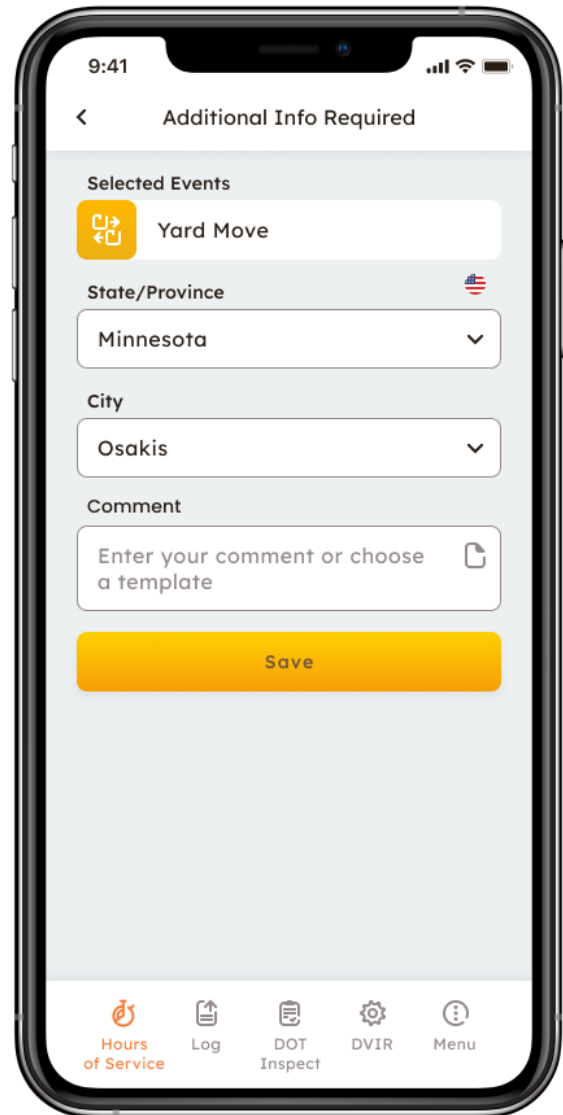 9:41
Additional Info Required
Selected Events
Yard Move
State/Province
Minnesota
City
Osakis
Comment
Enter your comment or choose
a template
Save
Hours
of Service
Log
DOT
Inspect
DVIR
Menu